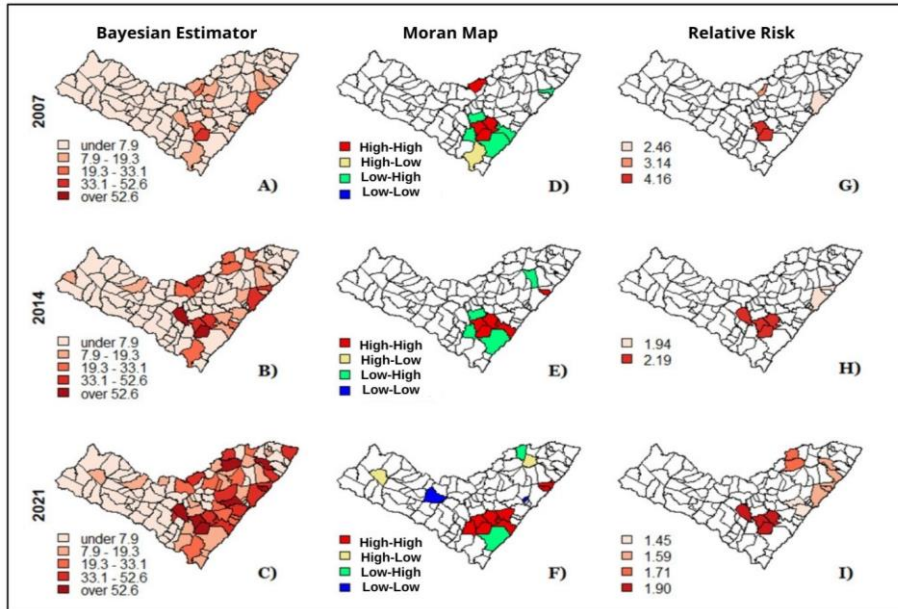 Bayesian Estimator
Moran Map
Relative Risk
2007
under 7.9
7.9 - 19.3
19.3 - 33.1
33.1 - 52.6
over 52.6
A)
High-High
High-Low
Low-High
Low-Low
D)
2.46
3.14
4.16
G)
2014
under 7.9
7.9 - 19.3
19.3 - 33.1
33.1 - 52.6
over 52.6
B)
High-High
High-Low
Low-High
Low-Low
E)
1.94
2.19
H)
2021
under 7.9
7.9 - 19.3
19.3 - 33.1
33.1 - 52.6
over 52.6
C)
High-High
High-Low
Low-High
Low-Low
F)
1.45
1.59
1.71
1.90
I)